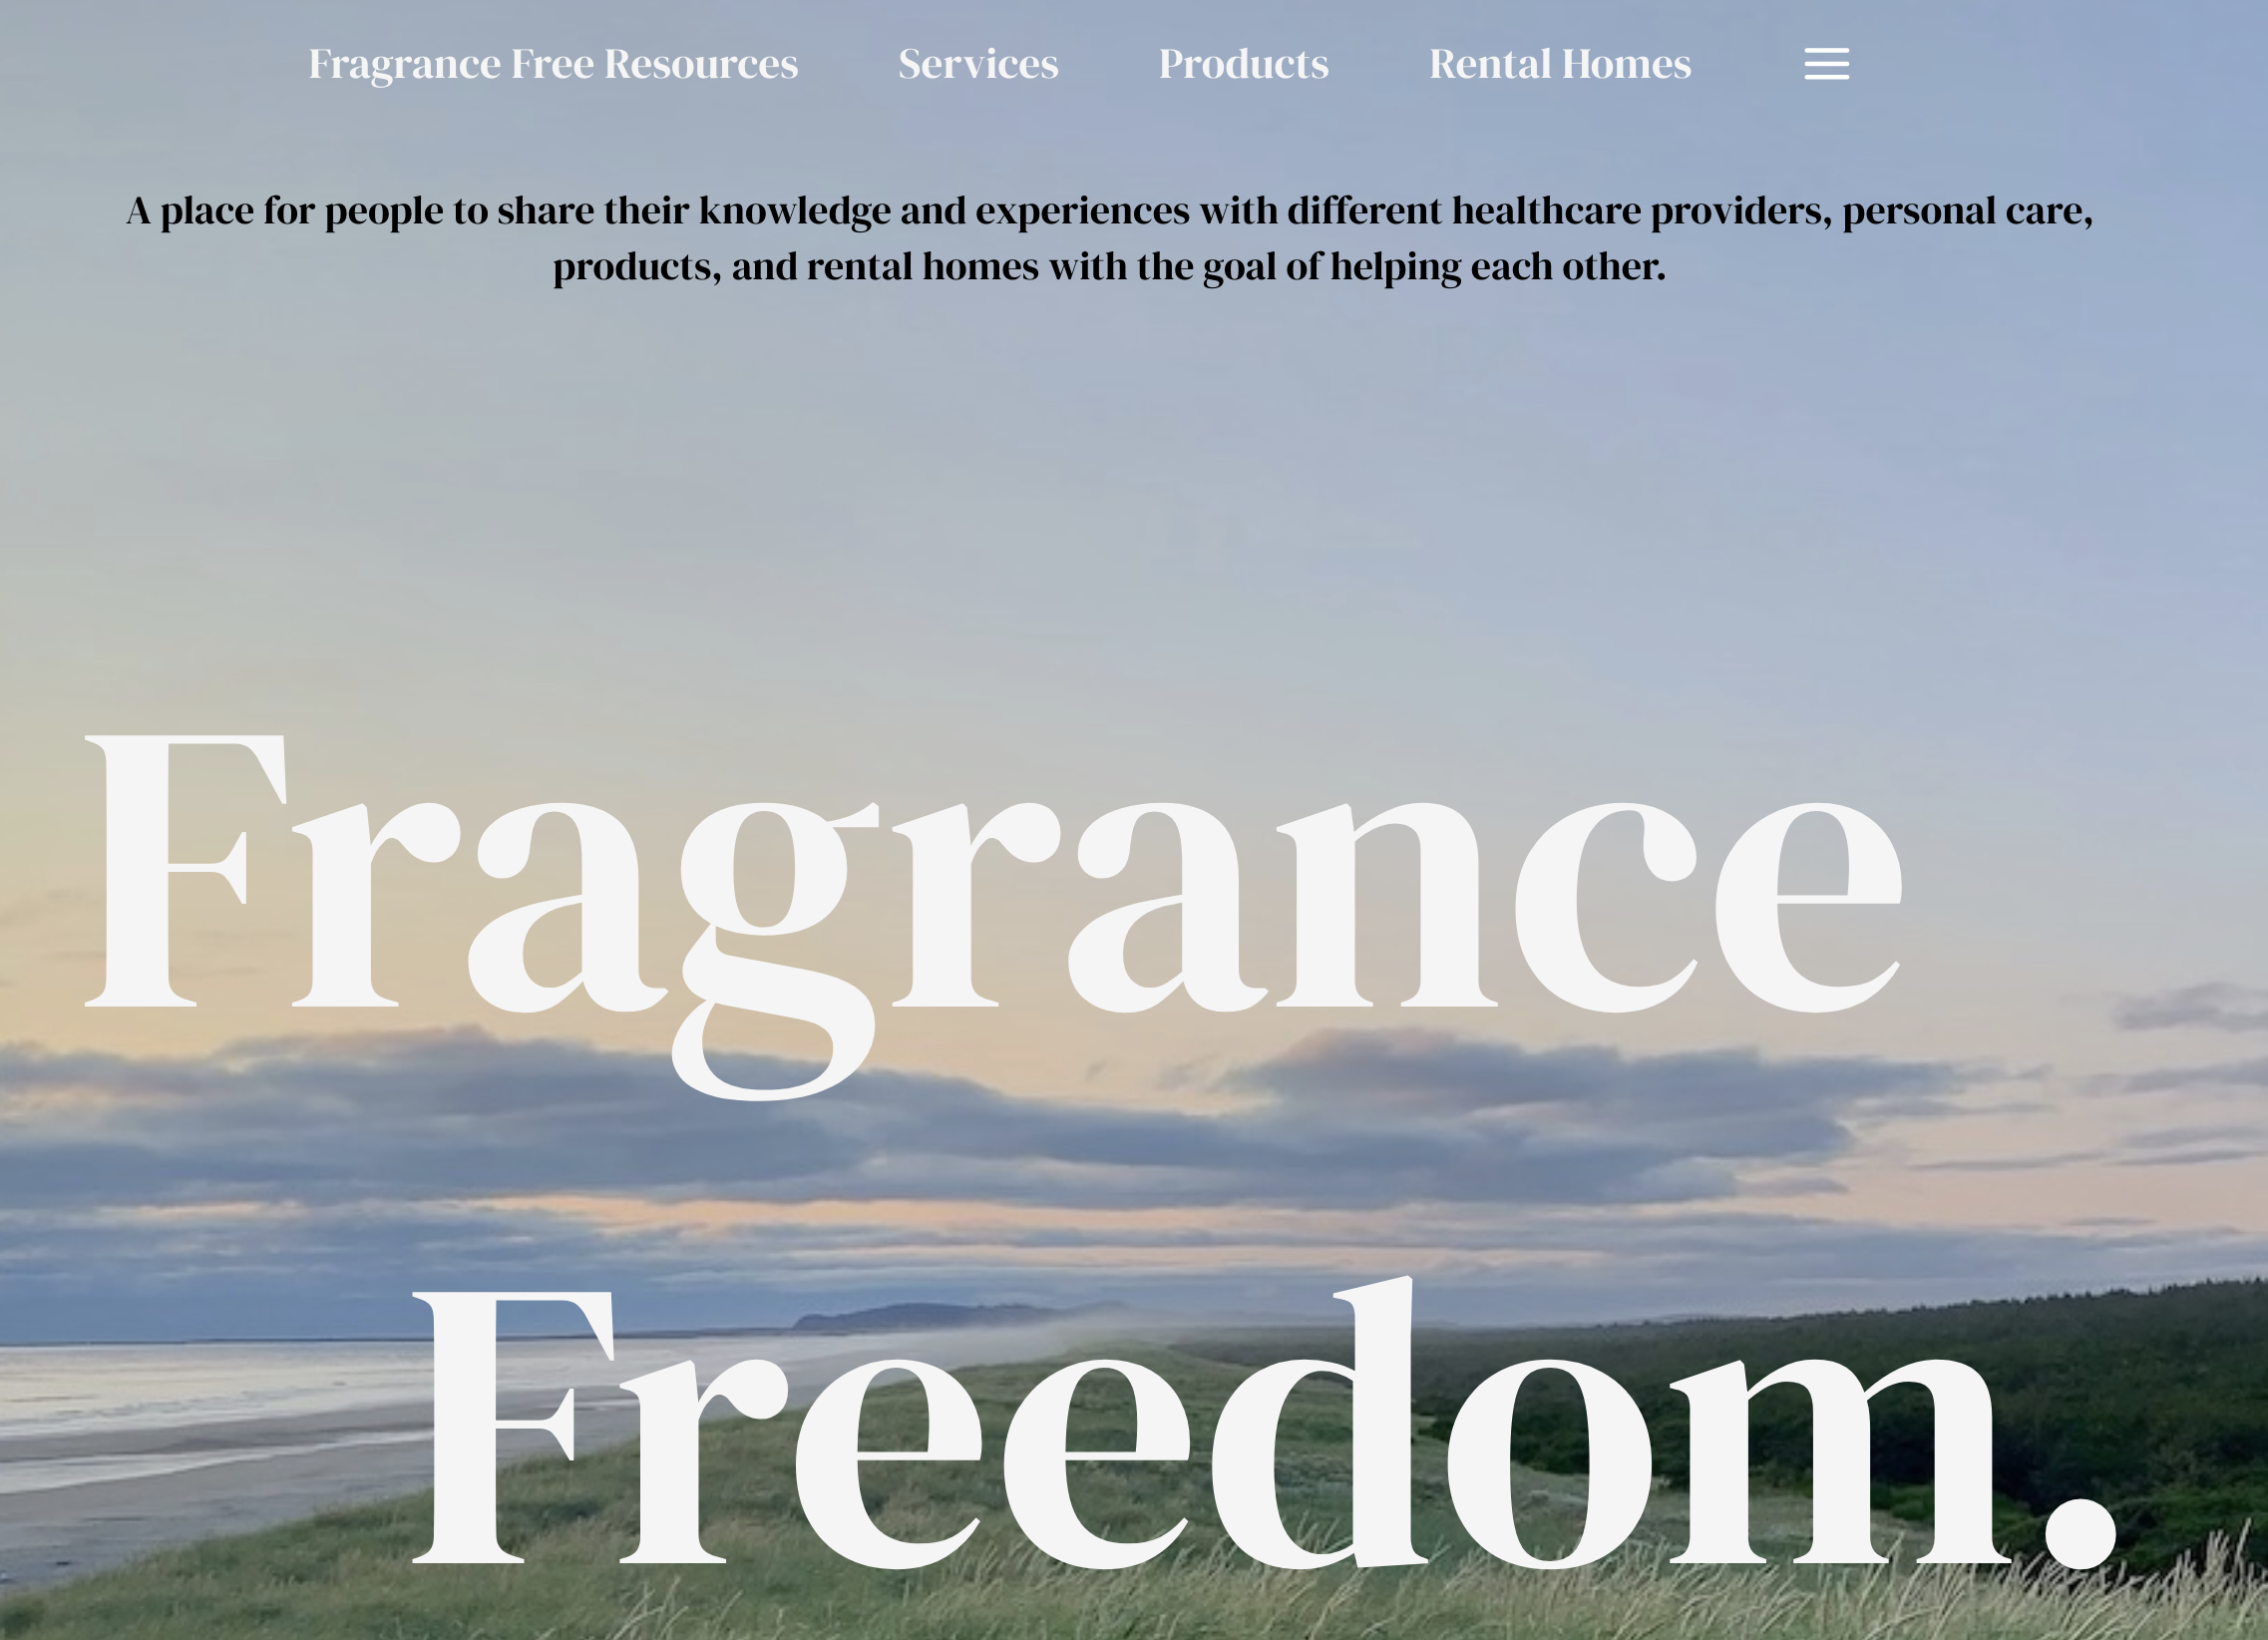 Fragrance Free Resources Services Products Rental Homes
A place for people to share their knowledge and experiences with different healthcare providers, personal care,
products, and rental homes with the goal of helping each other.
Fragrance
Freedom.